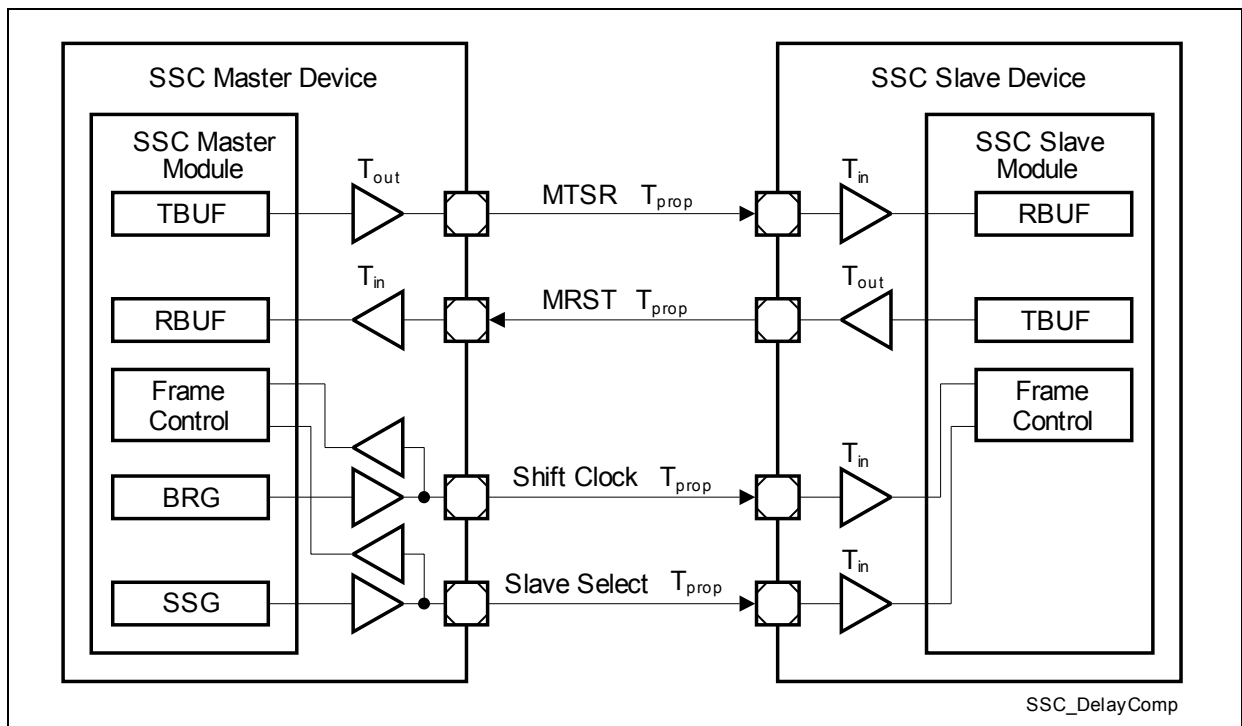 SSC Master Device
SSC Slave Device
SSC Master
Module
SSC Slave
Module
TBUF
Tout
MTSR Tprop
Tin
RBUF
RBUF
Tin
MRST Tprop
Tout
TBUF
Frame
Control
Frame
Control
BRG
Shift Clock Tprop
Tin
SSG
Slave Select Tprop
Tin
SSC_DelayComp